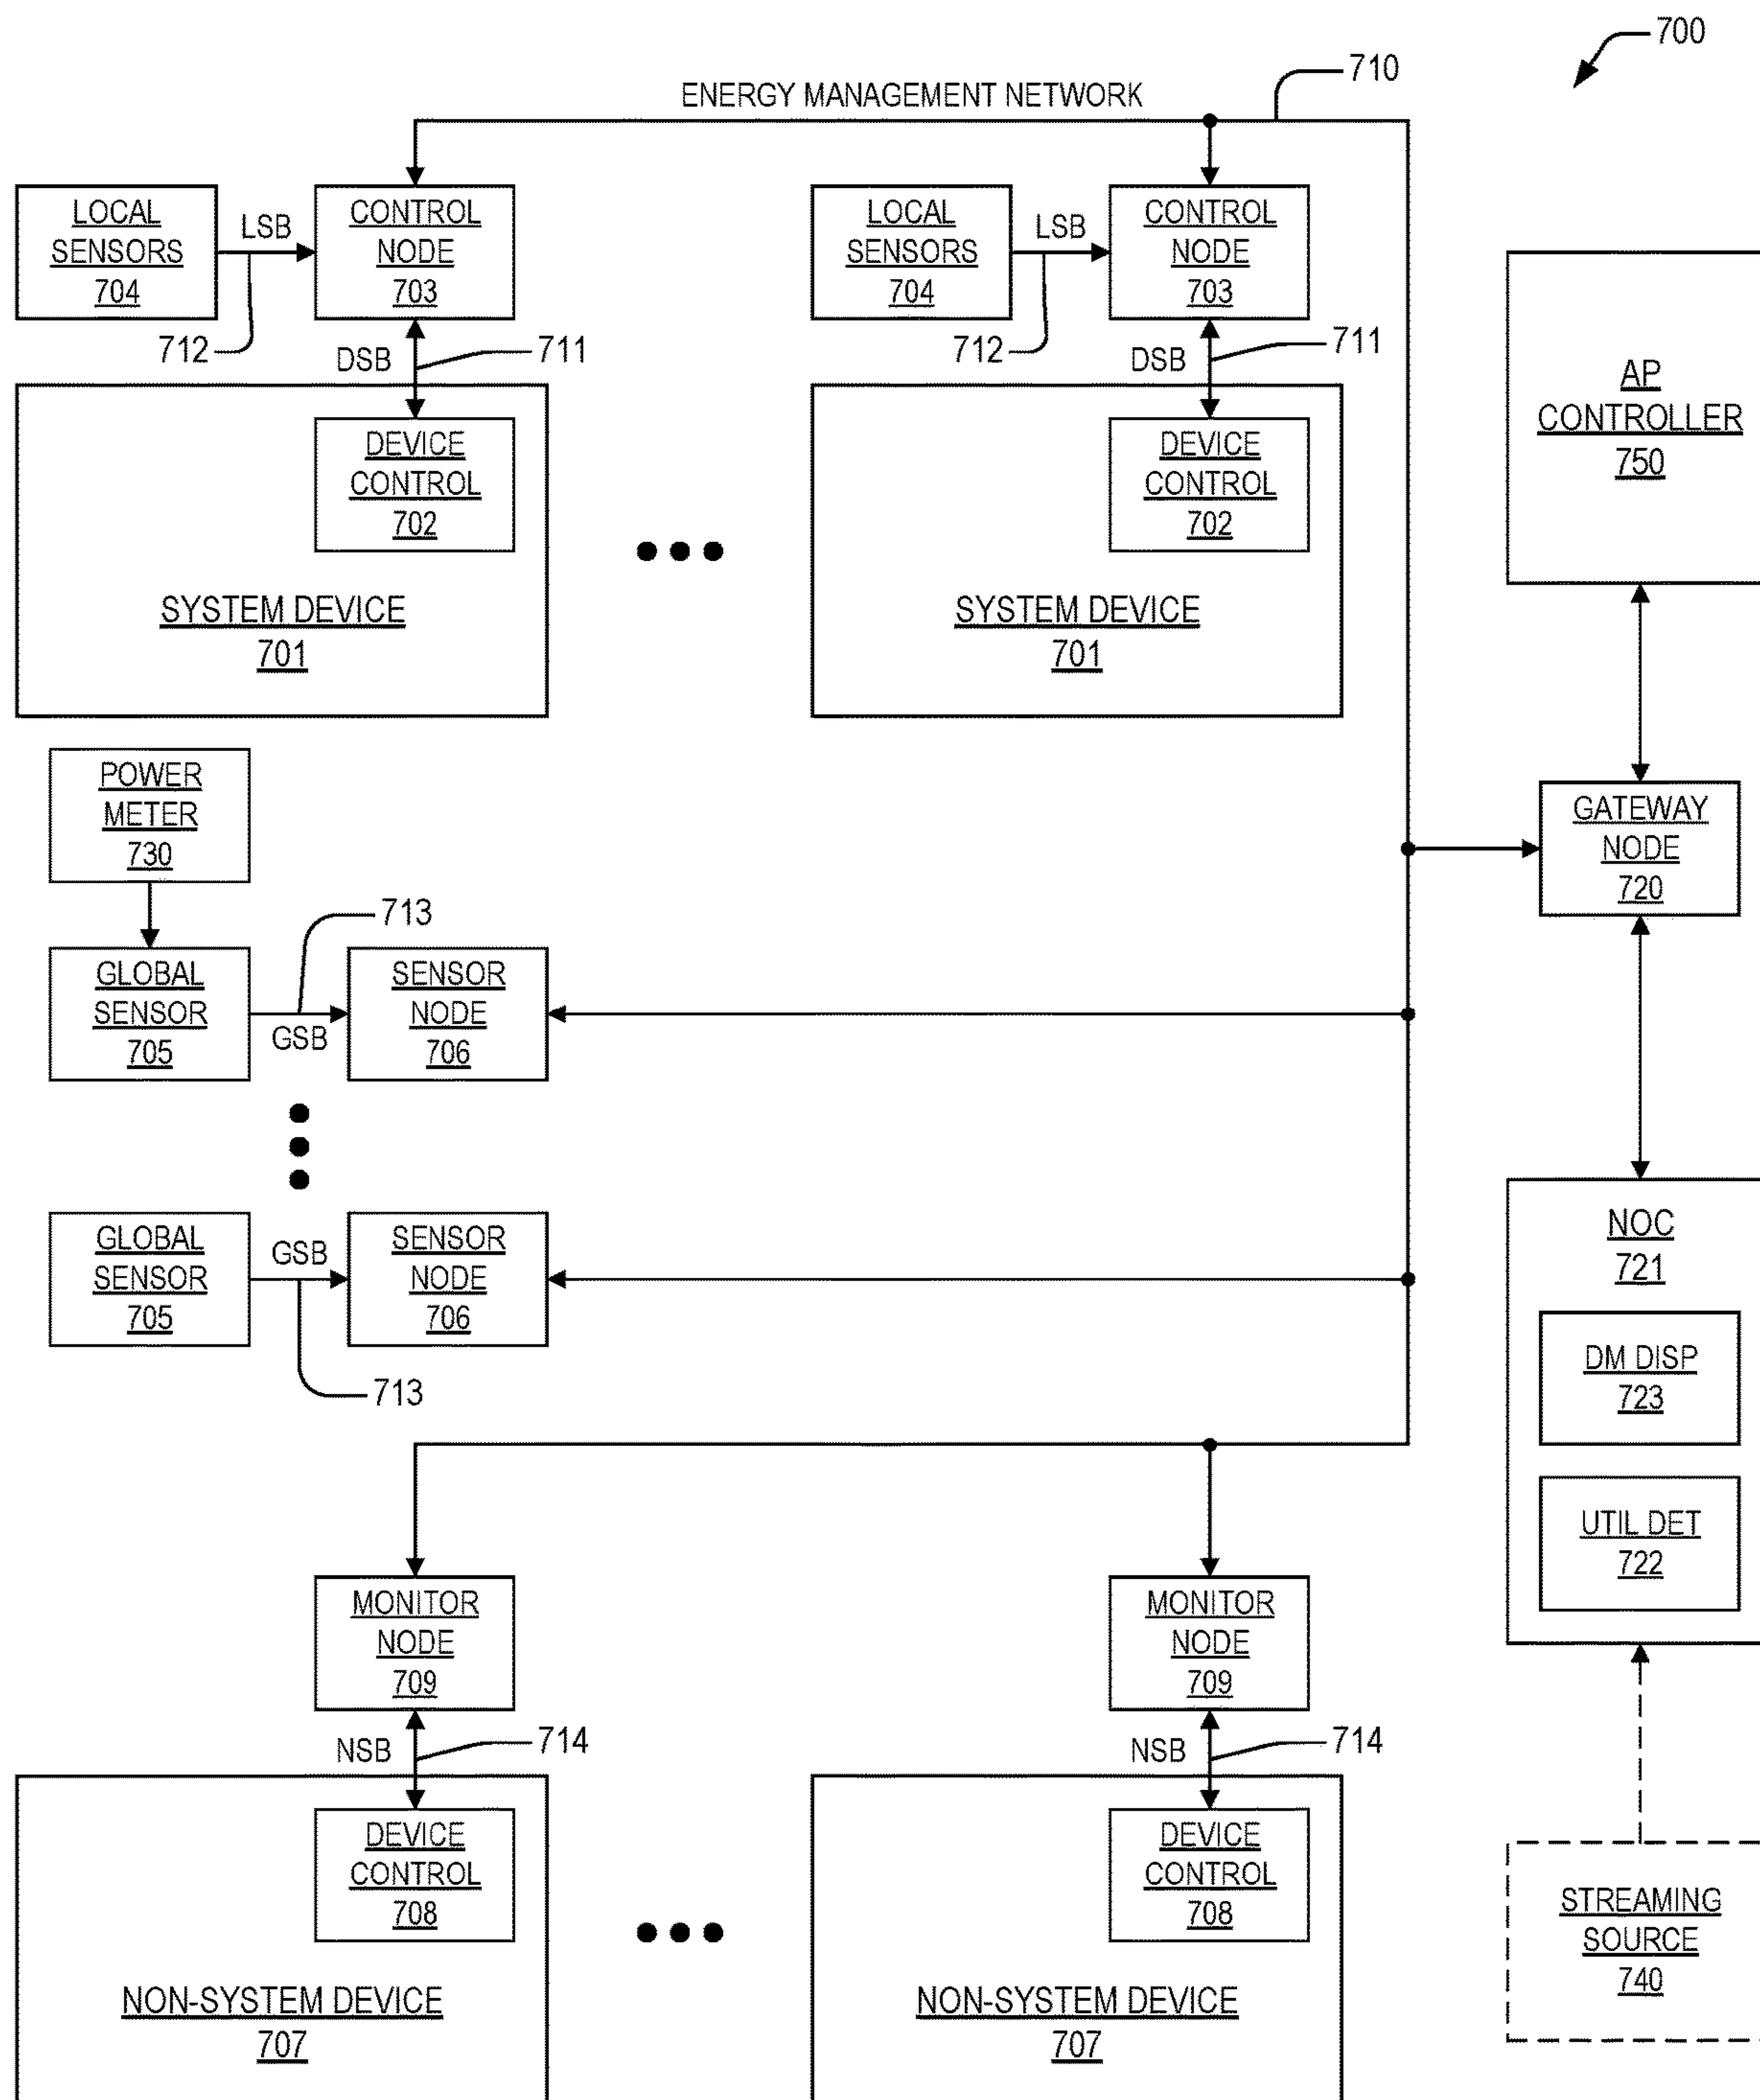 700
710
ENERGY MANAGEMENT NETWORK
LOCAL
SENSORS
704
LSB
CONTROL
NODE
703
LOCAL
SENSORS
704
LSB
CONTROL
NODE
703
712
DSB
711
712
DSB
711
DEVICE
CONTROL
702
SYSTEM DEVICE
701
DEVICE
CONTROL
702
SYSTEM DEVICE
701
AP
CONTROLLER
750
POWER
METER
730
GATEWAY
NODE
720
713
GLOBAL
SENSOR
705
GSB
SENSOR
NODE
706
GLOBAL
SENSOR
705
GSB
SENSOR
NODE
706
713
NOC
721
DM DISP
723
UTIL DET
722
MONITOR
NODE
709
MONITOR
NODE
709
NSB
714
NSB
714
DEVICE
CONTROL
708
NON-SYSTEM DEVICE
707
DEVICE
CONTROL
708
NON-SYSTEM DEVICE
707
STREAMING
SOURCE
740